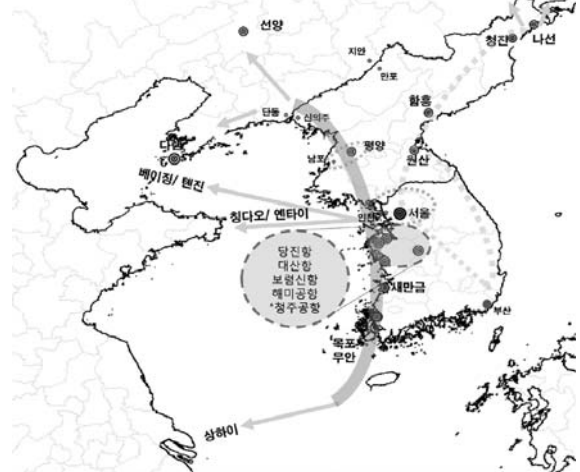 선양
청진
나선
지안
만포
함흥
단동
신의주
다롄
평양
남포
원산
베이징/ 텐진
인천
서울
칭다오/ 옌타이
당진항
대산항
보령신항
해미공항
*청주공항
새만금
부산
목포
무안
상하이